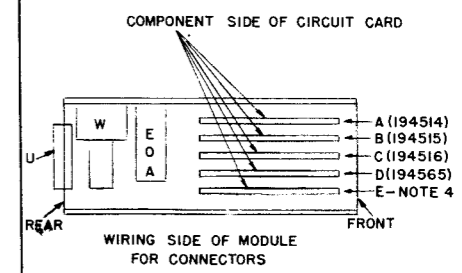 COMPONENT SIDE OF CIRCUIT CARD
W
E
O
A
U
A (194514)
B (194515)
C (194516)
D (194565)
E-NOTE 4
REAR
FRONT
WIRING SIDE OF MODULE
FOR CONNECTORS